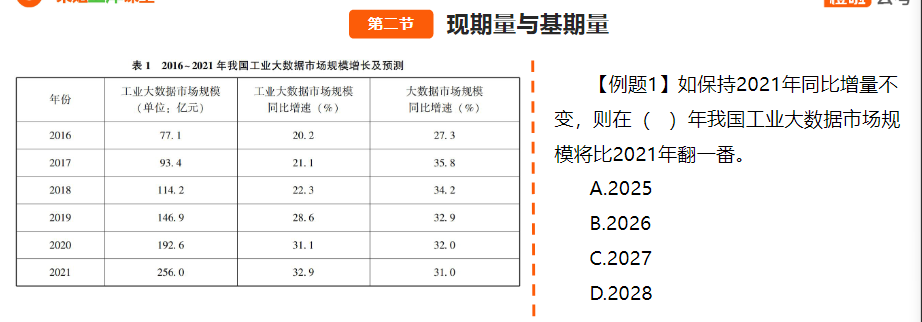 第二节
现期量与基期量
表 1 2016~2021 年我国工业大数据市场规模增长及预测
年份 工业大数据市场规模 工业大数据市场规模 大数据市场规模
(单位：亿元) 同比增速（%） 同比增速（%）
2016 77.1 20.2 27.3
2017 93.4 21.1 35.8
2018 114.2 22.3 34.2
2019 146.9 28.6 32.9
2020 192.6 31.1 32.0
2021 256.0 32.9 31.0
【例题1】如保持2021年同比增量不
变，则在（ ）年我国工业大数据市场规
模将比2021年翻一番。
A.2025
B.2026
C.2027
D.2028